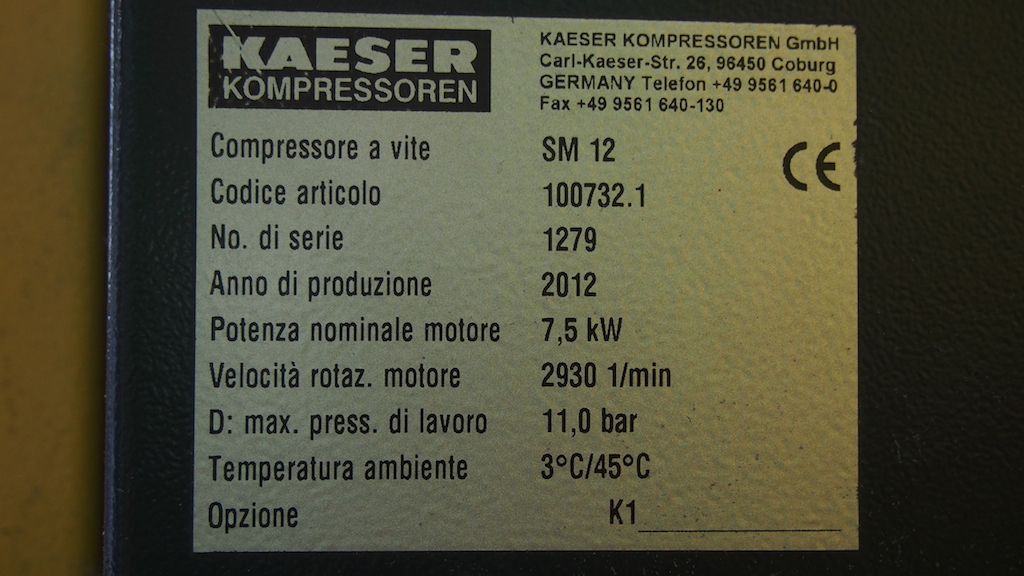 KAESER
KOMPRESSOREN
KAESER KOMPRESSOREN GmbH
Carl-Kaeser-Str. 26, 96450 Coburg
GERMANY Telefon +49 9561 640-0
Fax +49 9561 640-130
CE
Compressore a vite SM 12
Codice articolo 100732.1
No. di serie 1279
Anno di produzione 2012
Potenza nominale motore 7,5 kW
Velocità rotaz. motore 2930 1/min
D: max. press. di lavoro 11,0 bar
Temperatura ambiente 3°C/45°C
Opzione K1